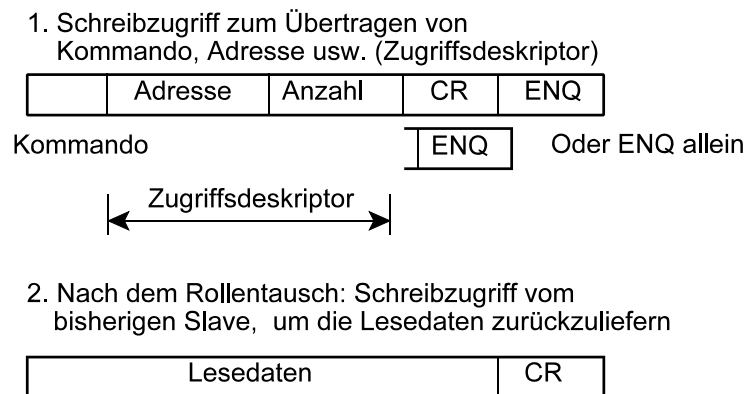 1. Schreibzugriff zum Übertragen von
Kommando, Adresse usw. (Zugriffsdeskriptor)
Adresse Anzahl CR ENQ
Kommando ENQ Oder ENQ allein
Zugriffsdeskriptor
2. Nach dem Rollentausch: Schreibzugriff vom
bisherigen Slave, um die Lesedaten zurückzuliefern
Lesedaten CR